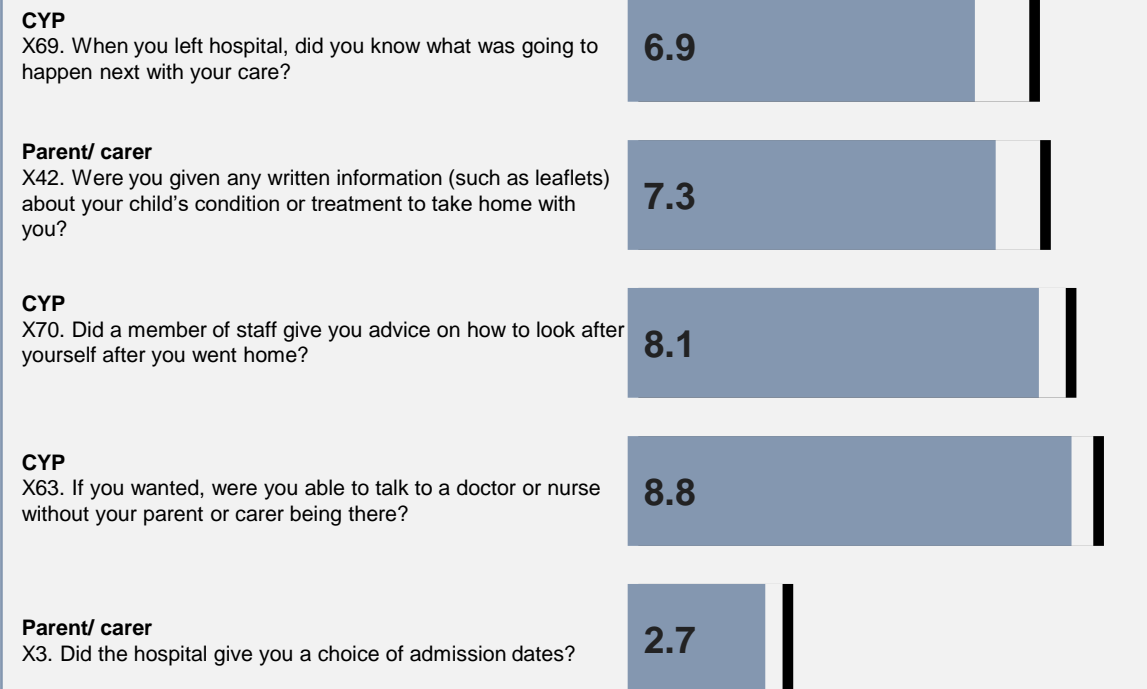 CYP
X69. When you left hospital, did you know what was going to
happen next with your care?
6.9
Parent/ carer
X42. Were you given any written information (such as leaflets)
about your child’s condition or treatment to take home with
you?
7.3
CYP
X70. Did a member of staff give you advice on how to look after
yourself after you went home?
8.1
CYP
X63. If you wanted, were you able to talk to a doctor or nurse
without your parent or carer being there?
8.8
Parent/ carer
X3. Did the hospital give you a choice of admission dates?
2.7